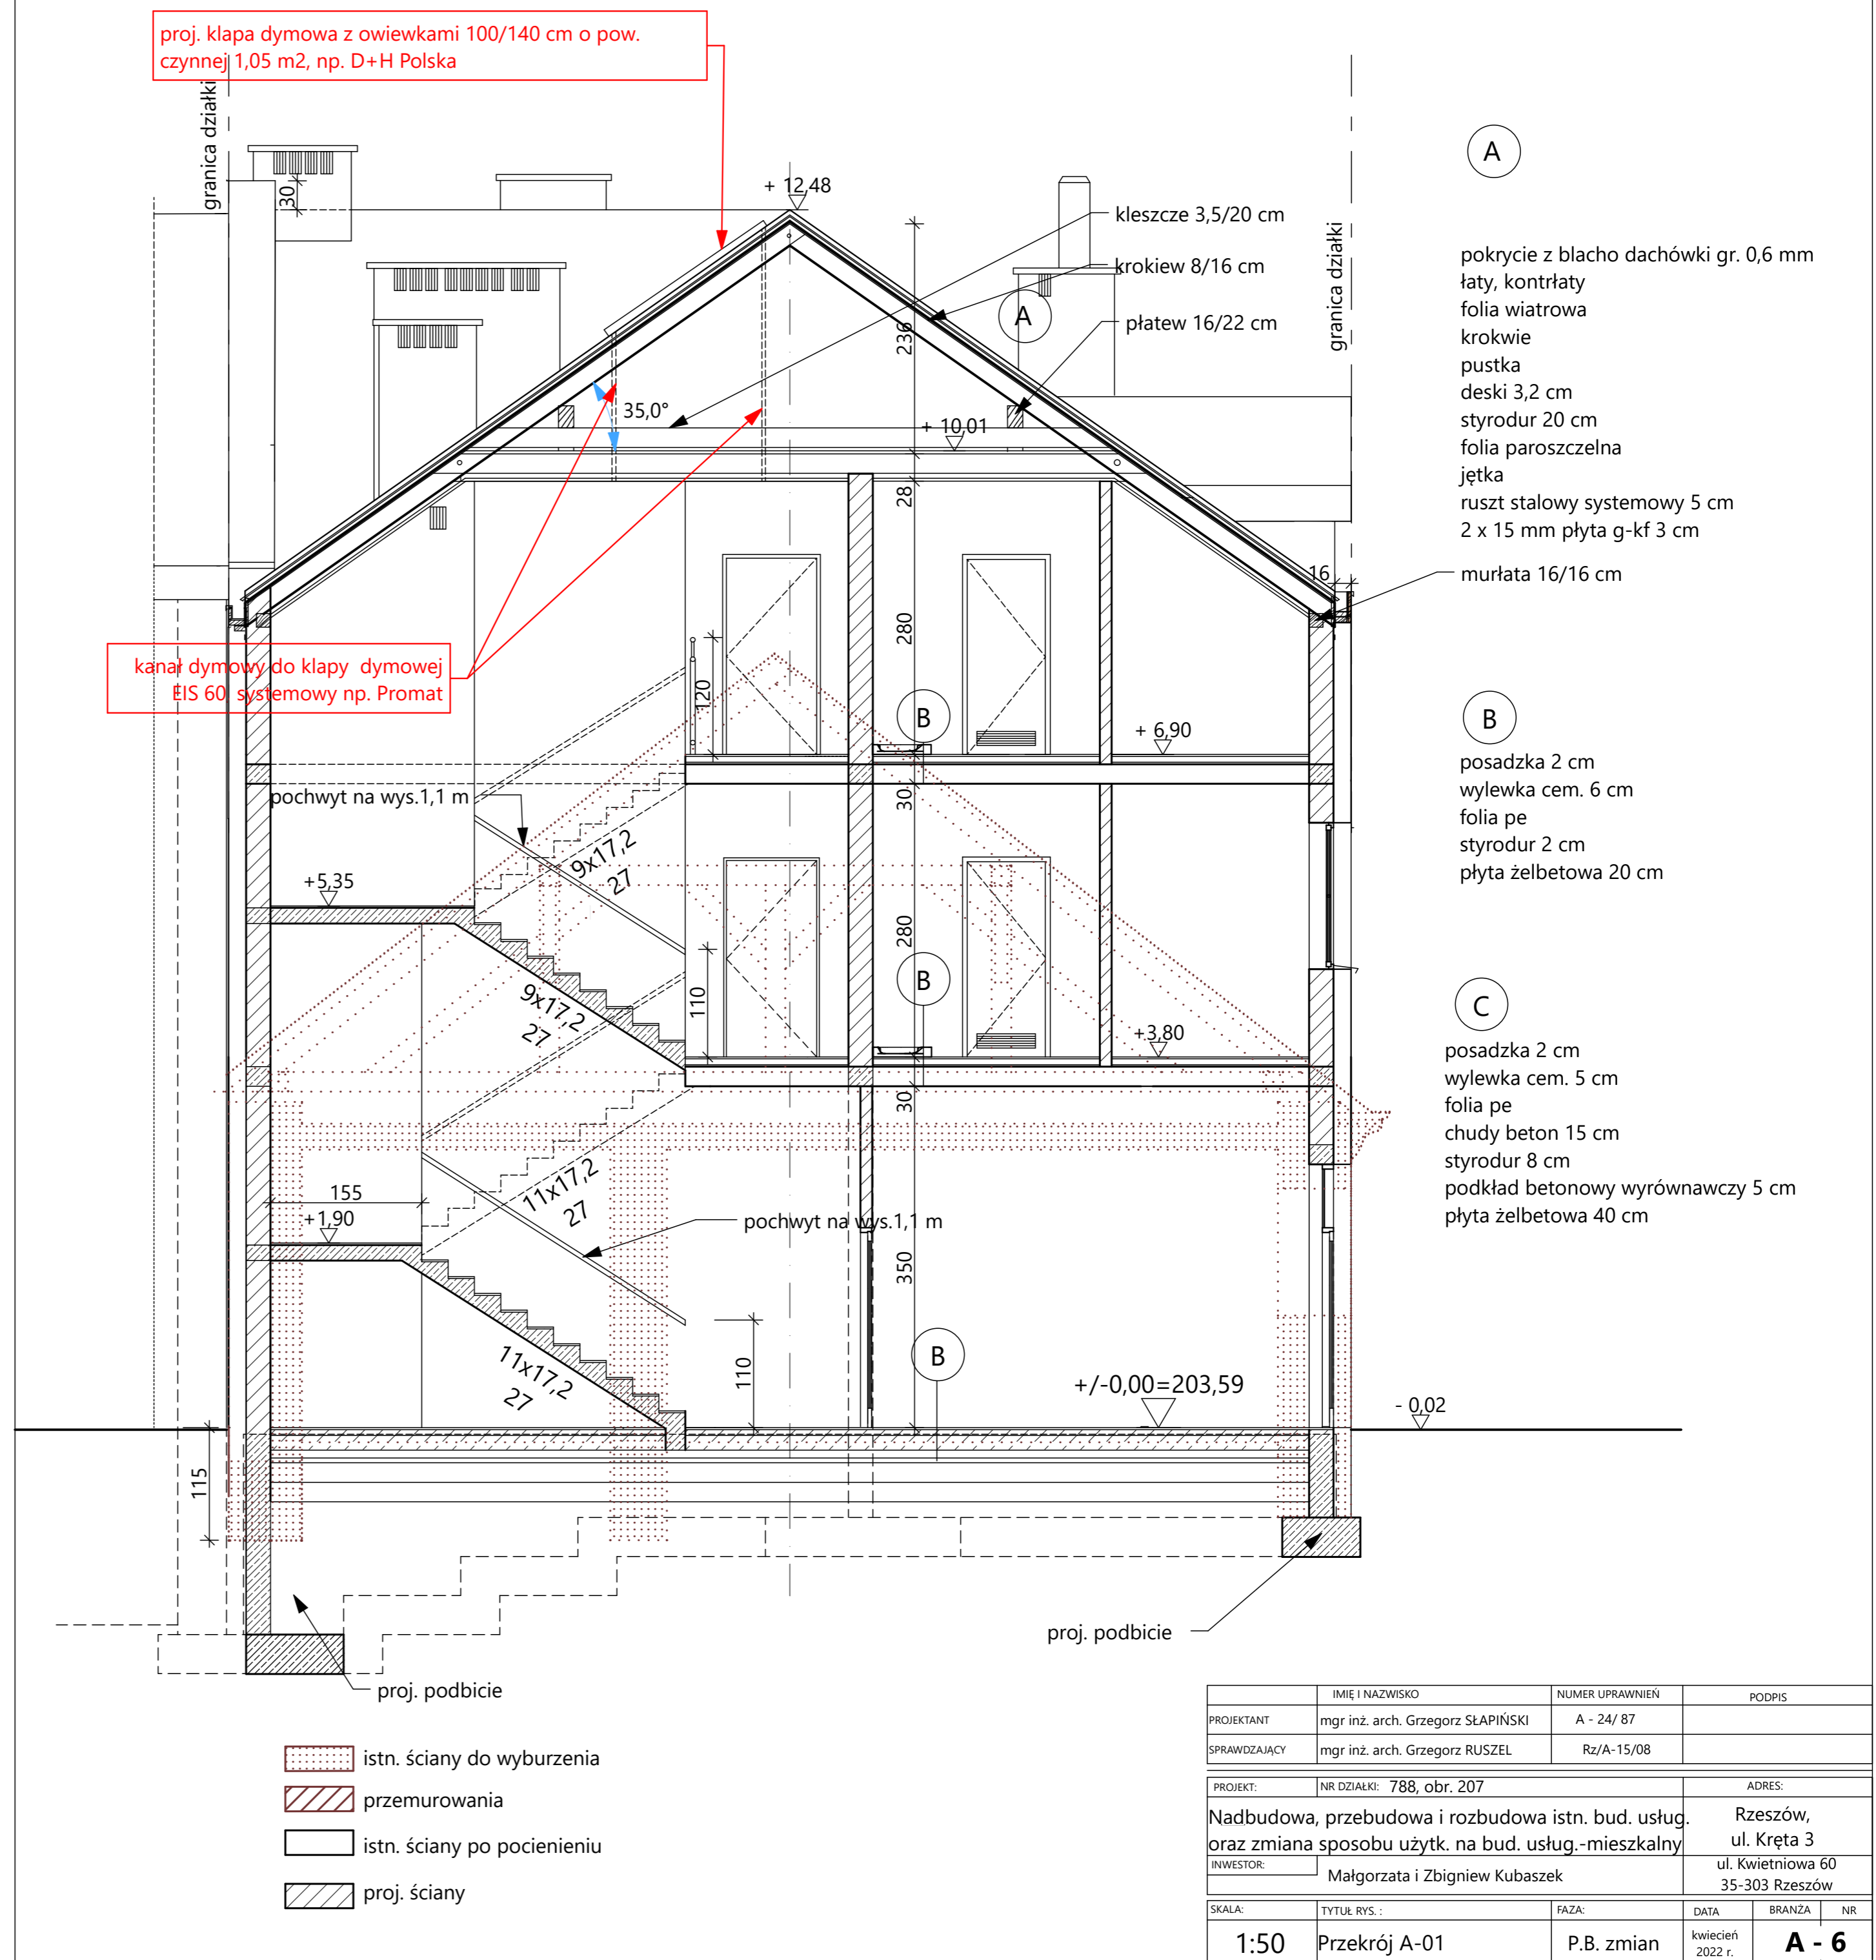 proj. klapa dymowa z owiewkami 100/140 cm o pow.
czynnej 1,05 m2, np. D+H Polska
granica działki
granica działki
30
+ 12,48
kleszcze 3,5/20 cm
krokiew 8/16 cm
płatew 16/22 cm
A
236
35,0°
+ 10,01
28
16
murłata 16/16 cm
kanał dymowy do klapy dymowej
EIS 60 systemowy np. Promat
280
120
B
+ 6,90
30
pochwyt na wys.1,1 m
9x17,2
27
+5,35
280
B
110
9x17,2
27
+3,80
30
11x17,2
27
155
+1,90
pochwyt na wys.1,1 m
350
11x17,2
27
110
B
+/-0,00=203,59
- 0,02
115
proj. podbicie
proj. podbicie
A
pokrycie z blacho dachówki gr. 0,6 mm
łaty, kontrłaty
folia wiatrowa
krokwie
pustka
deski 3,2 cm
styrodur 20 cm
folia paroszczelna
jętka
ruszt stalowy systemowy 5 cm
2 x 15 mm płyta g-kf 3 cm
B
posadzka 2 cm
wylewka cem. 6 cm
folia pe
styrodur 2 cm
płyta żelbetowa 20 cm
C
posadzka 2 cm
wylewka cem. 5 cm
folia pe
chudy beton 15 cm
styrodur 8 cm
podkład betonowy wyrównawczy 5 cm
płyta żelbetowa 40 cm
istn. ściany do wyburzenia
przemurowania
istn. ściany po pocienieniu
proj. ściany
IMIĘ I NAZWISKO NUMER UPRAWNIEŃ PODPIS
PROJEKTANT mgr inż. arch. Grzegorz SŁAPIŃSKI A - 24/ 87
SPRAWDZAJĄCY mgr inż. arch. Grzegorz RUSZEL Rz/A-15/08
PROJEKT: NR DZIAŁKI: 788, obr. 207 ADRES:
Nadbudowa, przebudowa i rozbudowa istn. bud. usług.
oraz zmiana sposobu użytk. na bud. usług.-mieszkalny
Rzeszów,
ul. Kręta 3
INWESTOR: Małgorzata i Zbigniew Kubaszek
ul. Kwietniowa 60
35-303 Rzeszów
SKALA: TYTUŁ RYS. : FAZA: DATA BRANŻA NR
1:50 Przekrój A-01 P.B. zmian kwiecień
2022 r.
A - 6